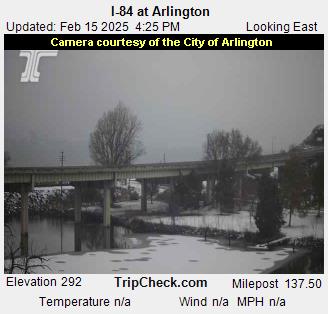 I-84 at Arlington
Updated: Feb 15 2025 4:25 PM Looking East
Camera courtesy of the City of Arlington
Elevation 292 TripCheck.com Milepost 137.50
Temperature n/a Wind n/a MPH n/a